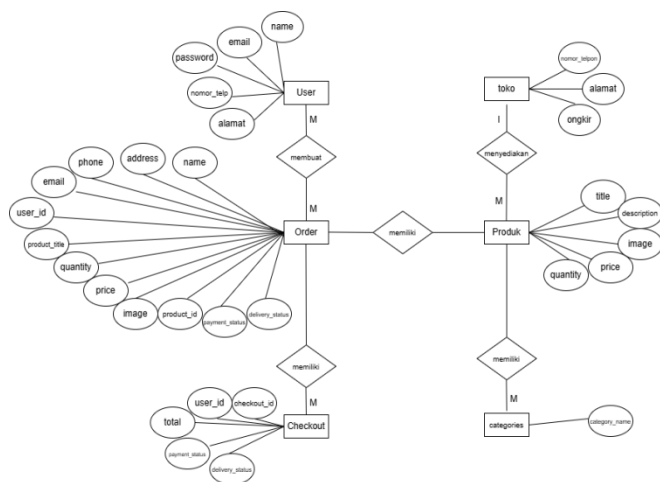 name
email
password
nomor_telp
alamat
User
M
membuat
M
nomor_telpon
toko
alamat
ongkir
I
menyediakan
M
name
address
phone
email
user_id
product_title
quantity
price
image
product_id
payment_status
delivery_status
Order
memiliki
Produk
title
description
image
price
quantity
memiliki
M
memiliki
M
user_id
checkout_id
total
payment_status
delivery_status
Checkout
categories
category_name